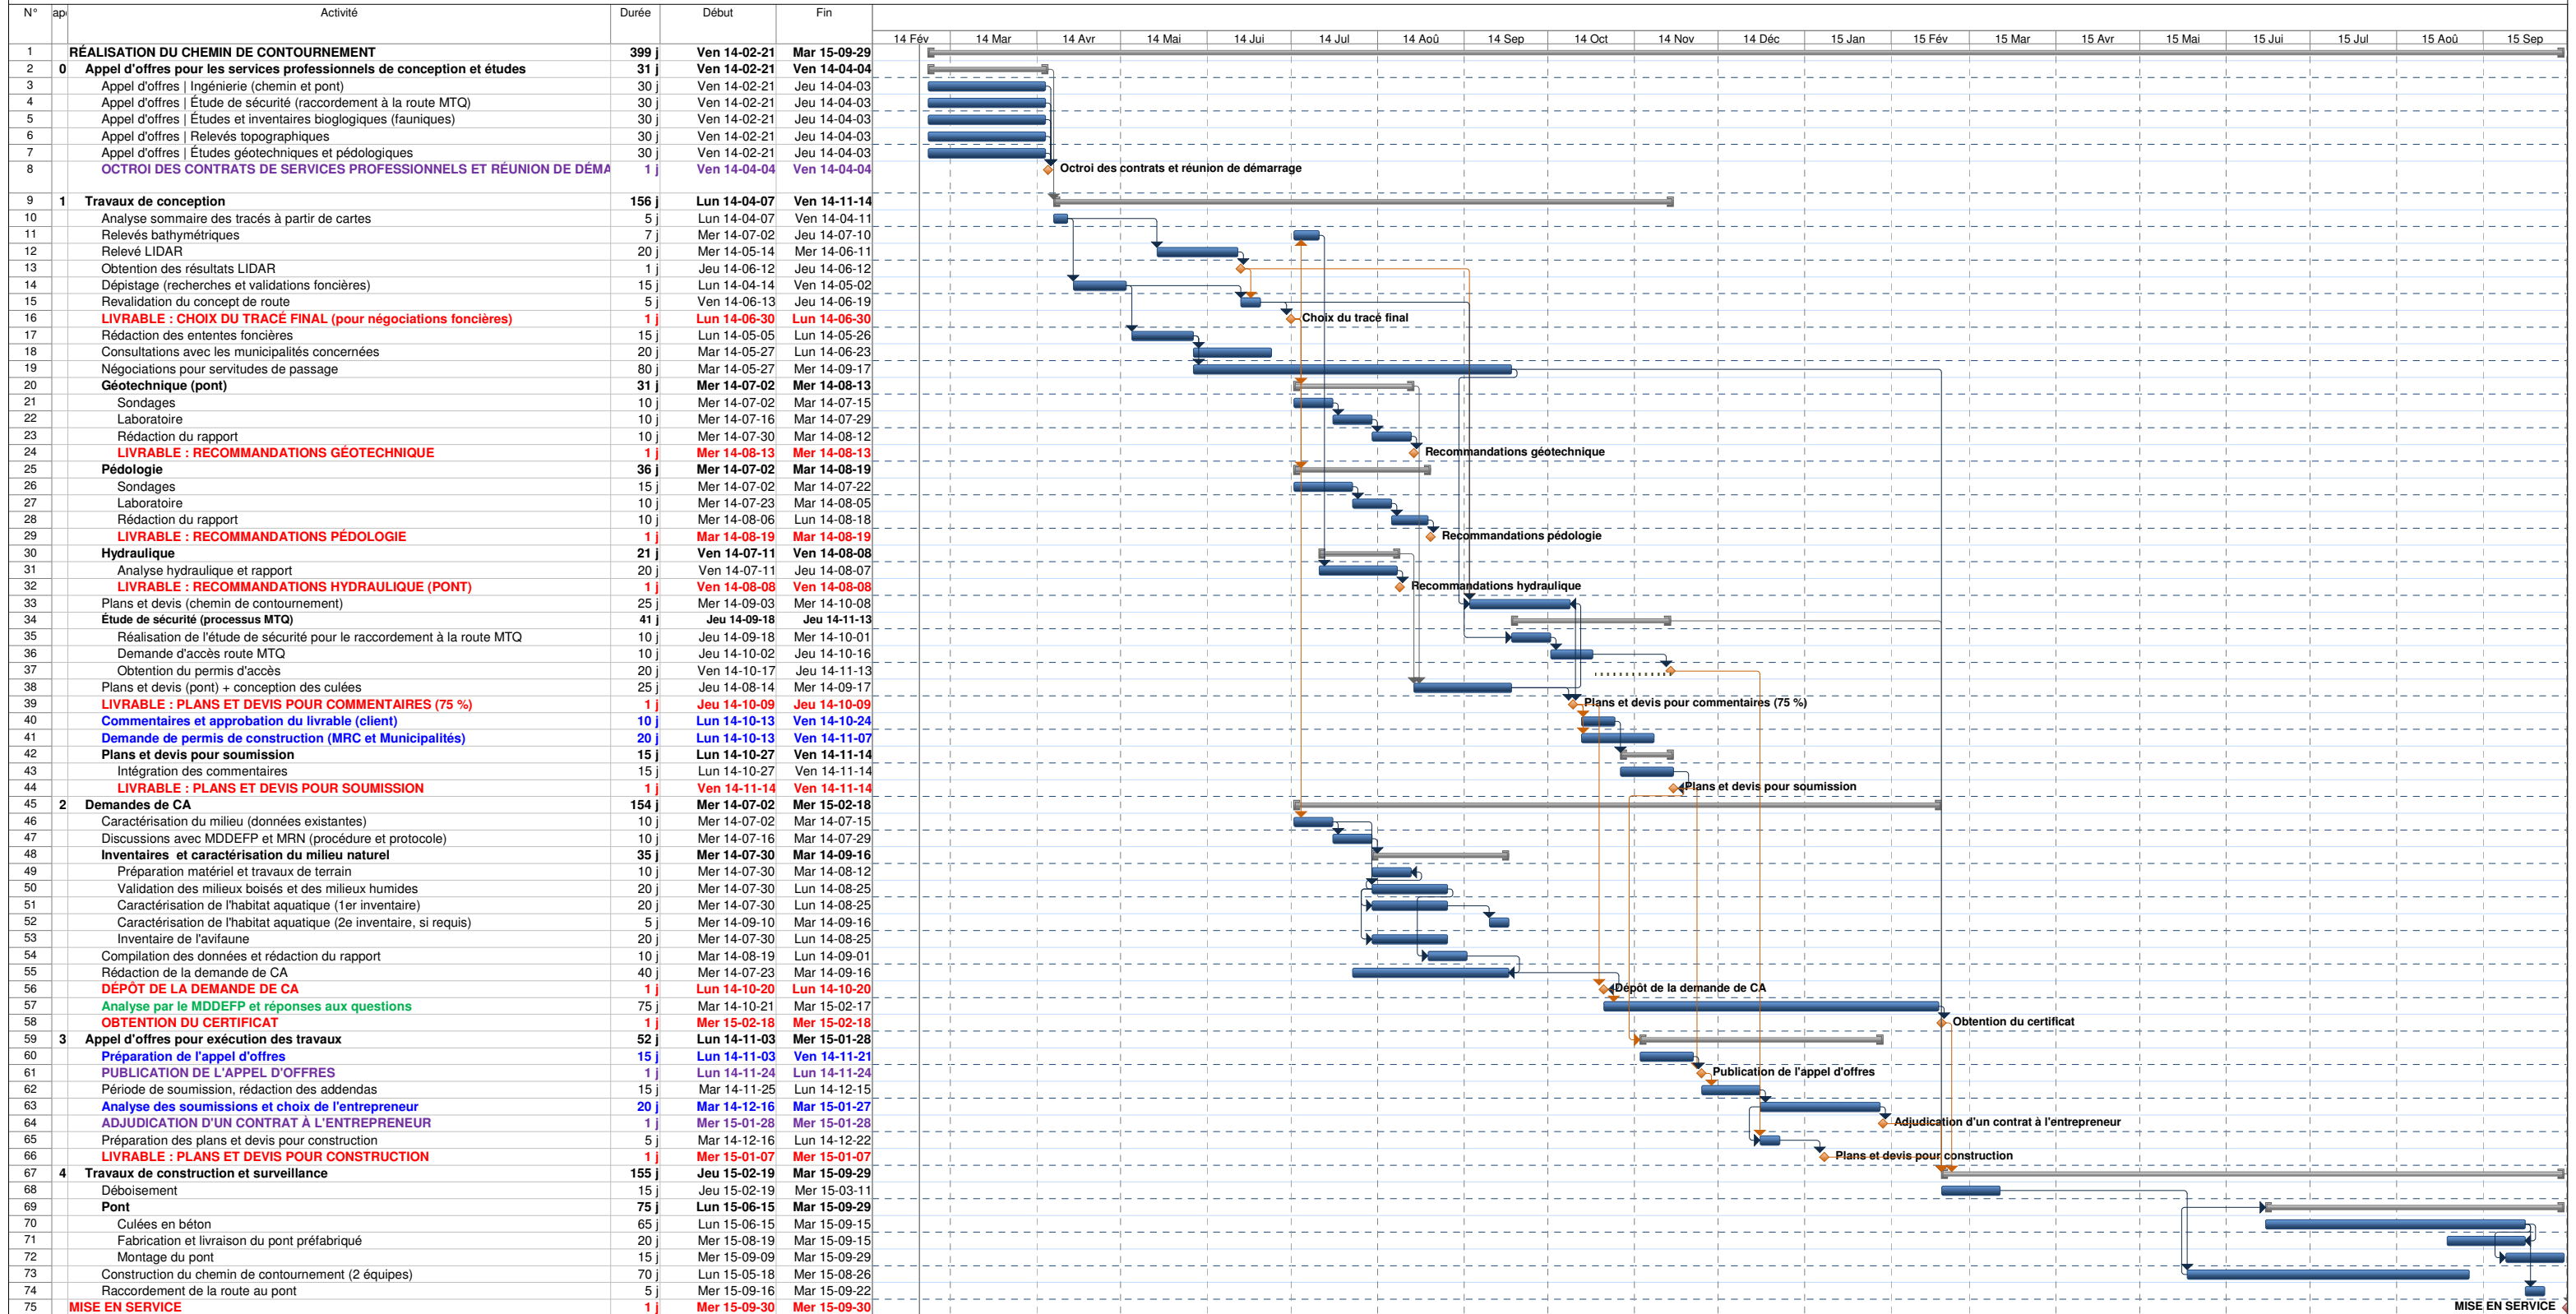 N° ape Activité Durée Début Fin
14 Fév 14 Mar 14 Avr 14 Mai 14 Jui 14 Jul 14 Aoû 14 Sep 14 Oct 14 Nov 14 Déc 15 Jan 15 Fév 15 Mar 15 Avr 15 Mai 15 Jui 15 Jul 15 Aoû 15 Sep
1 RÉALISATION DU CHEMIN DE CONTOURNEMENT 399 j Ven 14-02-21 Mar 15-09-29
2 0 Appel d'offres pour les services professionnels de conception et études 31 j Ven 14-02-21 Ven 14-04-04
3 Appel d'offres | Ingénierie (chemin et pont) 30 j Ven 14-02-21 Jeu 14-04-03
4 Appel d'offres | Étude de sécurité (raccordement à la route MTQ) 30 j Ven 14-02-21 Jeu 14-04-03
5 Appel d'offres | Études et inventaires bioglogiques (fauniques) 30 j Ven 14-02-21 Jeu 14-04-03
6 Appel d'offres | Relevés topographiques 30 j Ven 14-02-21 Jeu 14-04-03
7 Appel d'offres | Études géotechniques et pédologiques 30 j Ven 14-02-21 Jeu 14-04-03
8 OCTROI DES CONTRATS DE SERVICES PROFESSIONNELS ET RÉUNION DE DÉMA 1 j Ven 14-04-04 Ven 14-04-04 Octroi des contrats et réunion de démarrage
9 1 Travaux de conception 156 j Lun 14-04-07 Ven 14-11-14
10 Analyse sommaire des tracés à partir de cartes 5 j Lun 14-04-07 Ven 14-04-11
11 Relevés bathymétriques 7 j Mer 14-07-02 Jeu 14-07-10
12 Relevé LIDAR 20 j Mer 14-05-14 Mer 14-06-11
13 Obtention des résultats LIDAR 1 j Jeu 14-06-12 Jeu 14-06-12
14 Dépistage (recherches et validations foncières) 15 j Lun 14-04-14 Ven 14-05-02
15 Revalidation du concept de route 5 j Ven 14-06-13 Jeu 14-06-19
16 LIVRABLE : CHOIX DU TRACÉ FINAL (pour négociations foncières) 1 j Lun 14-06-30 Lun 14-06-30 Choix du tracé final
17 Rédaction des ententes foncières 15 j Lun 14-05-05 Lun 14-05-26
18 Consultations avec les municipalités concernées 20 j Mar 14-05-27 Lun 14-06-23
19 Négociations pour servitudes de passage 80 j Mar 14-05-27 Mer 14-09-17
20 Géotechnique (pont) 31 j Mer 14-07-02 Mer 14-08-13
21 Sondages 10 j Mer 14-07-02 Mar 14-07-15
22 Laboratoire 10 j Mer 14-07-16 Mar 14-07-29
23 Rédaction du rapport 10 j Mer 14-07-30 Mar 14-08-12
24 LIVRABLE : RECOMMANDATIONS GÉOTECHNIQUE 1 j Mer 14-08-13 Mer 14-08-13 Recommandations géotechnique
25 Pédologie 36 j Mer 14-07-02 Mar 14-08-19
26 Sondages 15 j Mer 14-07-02 Mar 14-07-22
27 Laboratoire 10 j Mer 14-07-23 Mar 14-08-05
28 Rédaction du rapport 10 j Mer 14-08-06 Lun 14-08-18
29 LIVRABLE : RECOMMANDATIONS PÉDOLOGIE 1 j Mar 14-08-19 Mar 14-08-19 Recommandations pédologie
30 Hydraulique 21 j Ven 14-07-11 Ven 14-08-08
31 Analyse hydraulique et rapport 20 j Ven 14-07-11 Jeu 14-08-07
32 LIVRABLE : RECOMMANDATIONS HYDRAULIQUE (PONT) 1 j Ven 14-08-08 Ven 14-08-08 Recommandations hydraulique
33 Plans et devis (chemin de contournement) 25 j Mer 14-09-03 Mer 14-10-08
34 Étude de sécurité (processus MTQ) 41 j Jeu 14-09-18 Jeu 14-11-13
35 Réalisation de l'étude de sécurité pour le raccordement à la route MTQ 10 j Jeu 14-09-18 Mer 14-10-01
36 Demande d'accès route MTQ 10 j Jeu 14-10-02 Jeu 14-10-16
37 Obtention du permis d'accès 20 j Ven 14-10-17 Jeu 14-11-13
38 Plans et devis (pont) + conception des culées 25 j Jeu 14-08-14 Mer 14-09-17
39 LIVRABLE : PLANS ET DEVIS POUR COMMENTAIRES (75 %) 1 j Jeu 14-10-09 Jeu 14-10-09 Plans et devis pour commentaires (75 %)
40 Commentaires et approbation du livrable (client) 10 j Lun 14-10-13 Ven 14-10-24
41 Demande de permis de construction (MRC et Municipalités) 20 j Lun 14-10-13 Ven 14-11-07
42 Plans et devis pour soumission 15 j Lun 14-10-27 Ven 14-11-14
43 Intégration des commentaires 15 j Lun 14-10-27 Ven 14-11-14
44 LIVRABLE : PLANS ET DEVIS POUR SOUMISSION 1 j Ven 14-11-14 Ven 14-11-14 Plans et devis pour soumission
45 2 Demandes de CA 154 j Mer 14-07-02 Mer 15-02-18
46 Caractérisation du milieu (données existantes) 10 j Mer 14-07-02 Mar 14-07-15
47 Discussions avec MDDEFP et MRN (procédure et protocole) 10 j Mer 14-07-16 Mar 14-07-29
48 Inventaires et caractérisation du milieu naturel 35 j Mer 14-07-30 Mar 14-09-16
49 Préparation matériel et travaux de terrain 10 j Mer 14-07-30 Mar 14-08-12
50 Validation des milieux boisés et des milieux humides 20 j Mer 14-07-30 Lun 14-08-25
51 Caractérisation de l'habitat aquatique (1er inventaire) 20 j Mer 14-07-30 Lun 14-08-25
52 Caractérisation de l'habitat aquatique (2e inventaire, si requis) 5 j Mer 14-09-10 Mar 14-09-16
53 Inventaire de l'avifaune 20 j Mer 14-07-30 Lun 14-08-25
54 Compilation des données et rédaction du rapport 10 j Mar 14-08-19 Lun 14-09-01
55 Rédaction de la demande de CA 40 j Mer 14-07-23 Mar 14-09-16
56 DÉPÔT DE LA DEMANDE DE CA 1 j Lun 14-10-20 Lun 14-10-20 Dépôt de la demande de CA
57 Analyse par le MDDEFP et réponses aux questions 75 j Mar 14-10-21 Mar 15-02-17
58 OBTENTION DU CERTIFICAT 1 j Mer 15-02-18 Mer 15-02-18 Obtention du certificat
59 3 Appel d'offres pour exécution des travaux 52 j Lun 14-11-03 Mer 15-01-28
60 Préparation de l'appel d'offres 15 j Lun 14-11-03 Ven 14-11-21
61 PUBLICATION DE L'APPEL D'OFFRES 1 j Lun 14-11-24 Lun 14-11-24 Publication de l'appel d'offres
62 Période de soumission, rédaction des addendas 15 j Mar 14-11-25 Lun 14-12-15
63 Analyse des soumissions et choix de l'entrepreneur 20 j Mar 14-12-16 Mar 15-01-27
64 ADJUDICATION D'UN CONTRAT À L'ENTREPRENEUR 1 j Mer 15-01-28 Mer 15-01-28 Adjudication d'un contrat à l'entrepreneur
65 Préparation des plans et devis pour construction 5 j Mar 14-12-16 Lun 14-12-22
66 LIVRABLE : PLANS ET DEVIS POUR CONSTRUCTION 1 j Mer 15-01-07 Mer 15-01-07 Plans et devis pour construction
67 4 Travaux de construction et surveillance 155 j Jeu 15-02-19 Mar 15-09-29
68 Déboisement 15 j Jeu 15-02-19 Mer 15-03-11
69 Pont 75 j Lun 15-06-15 Mar 15-09-29
70 Culées en béton 65 j Lun 15-06-15 Mar 15-09-15
71 Fabrication et livraison du pont préfabriqué 20 j Mer 15-08-19 Mar 15-09-15
72 Montage du pont 15 j Mer 15-09-09 Mar 15-09-29
73 Construction du chemin de contournement (2 équipes) 70 j Lun 15-05-18 Mer 15-08-26
74 Raccordement de la route au pont 5 j Mer 15-09-16 Mar 15-09-22
75 MISE EN SERVICE 1 j Mer 15-09-30 Mer 15-09-30 MISE EN SERVICE